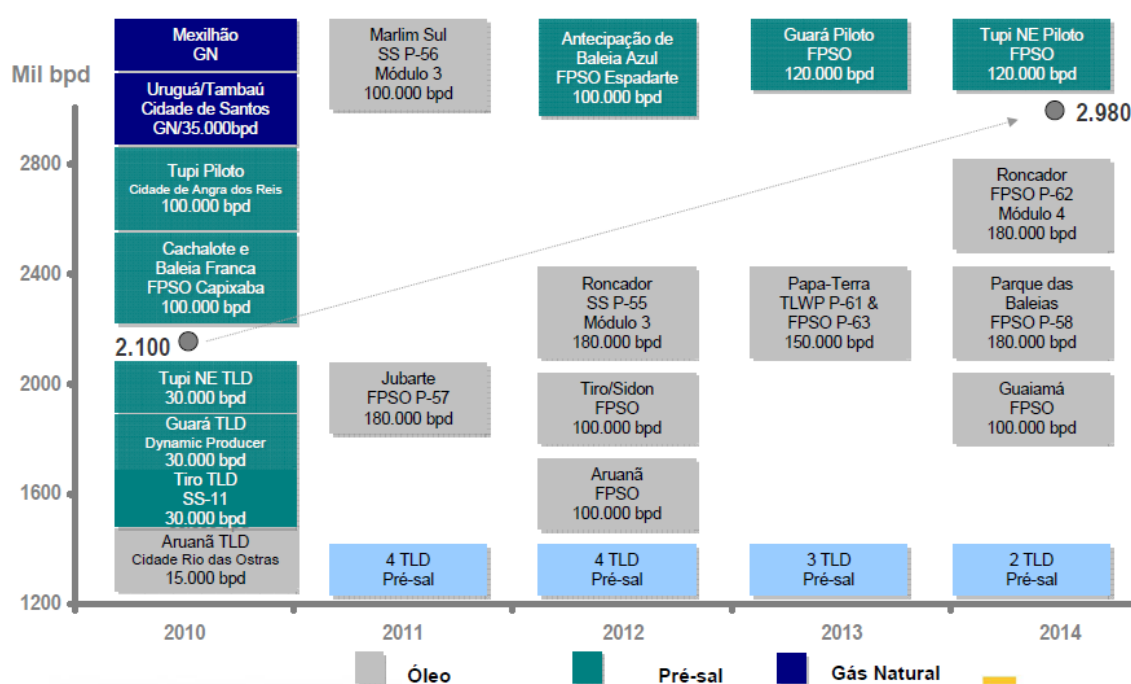 Mil bpd
2800
2400
2000
1600
1200
Mexilhão
GN
Uruguá/Tambaú
Cidade de Santos
GN/35.000bpd
Tupi Piloto
Cidade de Angra dos Reis
100.000 bpd
Cachalote e
Baleia Franca
FPSO Capixaba
100.000 bpd
2.100
Tupi NE TLD
30.000 bpd
Guará TLD
Dynamic Producer
30.000 bpd
Tiro TLD
SS-11
30.000 bpd
Aruanã TLD
Cidade Rio das Ostras
15.000 bpd
Marlim Sul
SS P-56
Módulo 3
100.000 bpd
Jubarte
FPSO P-57
180.000 bpd
4 TLD
Pré-sal
Antecipação de
Baleia Azul
FPSO Espadarte
100.000 bpd
Roncador
SS P-55
Módulo 3
180.000 bpd
Tiro/Sidon
FPSO
100.000 bpd
Aruanã
FPSO
100.000 bpd
4 TLD
Pré-sal
Guará Piloto
FPSO
120.000 bpd
Papa-Terra
TLWP P-61 &
FPSO P-63
150.000 bpd
3 TLD
Pré-sal
Tupi NE Piloto
FPSO
120.000 bpd
2.980
Roncador
FPSO P-62
Módulo 4
180.000 bpd
Parque das
Baleias
FPSO P-58
180.000 bpd
Guaiamá
FPSO
100.000 bpd
2 TLD
Pré-sal
2010
2011
2012
2013
2014
Óleo
Pré-sal
Gás Natural